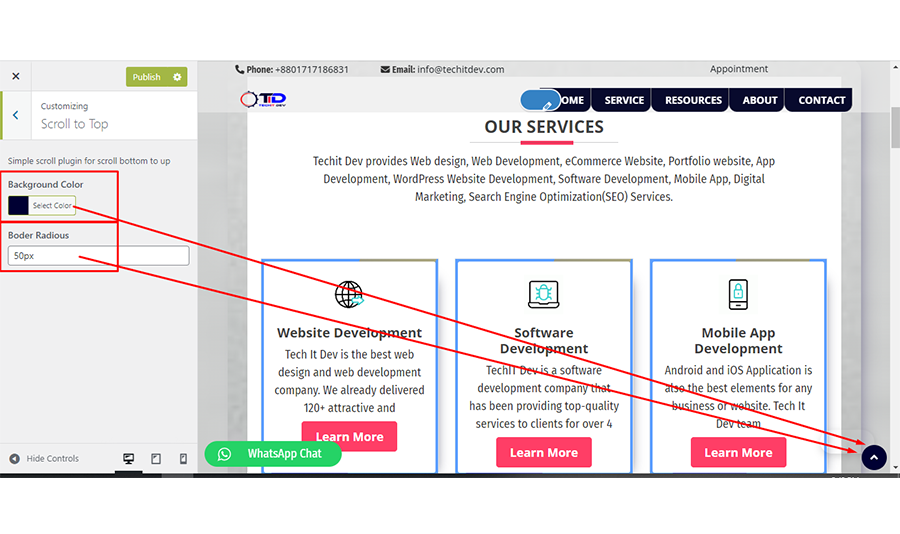 Publish
Customizing
Scroll to Top
Simple scroll plugin for scroll bottom to up
Background Color
Select Color
Boder Radious
50px
Hide Controls
Phone: +8801717186831
Email: info@techitdev.com
Appointment
TD
TECHIT DEV
OME
SERVICE
RESOURCES
ABOUT
CONTACT
OUR SERVICES
Techit Dev provides Web design, Web Development, eCommerce Website, Portfolio website, App
Development, WordPress Website Development, Software Development, Mobile App, Digital
Marketing, Search Engine Optimization(SEO) Services.
Website Development
Tech It Dev is the best web
design and web development
company. We already delivered
120+ attractive and
Learn More
Software
Development
TechIT Dev is a software
development company that
has been providing top-quality
services to clients for over 4
Learn More
Mobile App
Development
Android and iOS Application is
also the best elements for any
business or website. Tech It
Dev team
Learn More
WhatsApp Chat